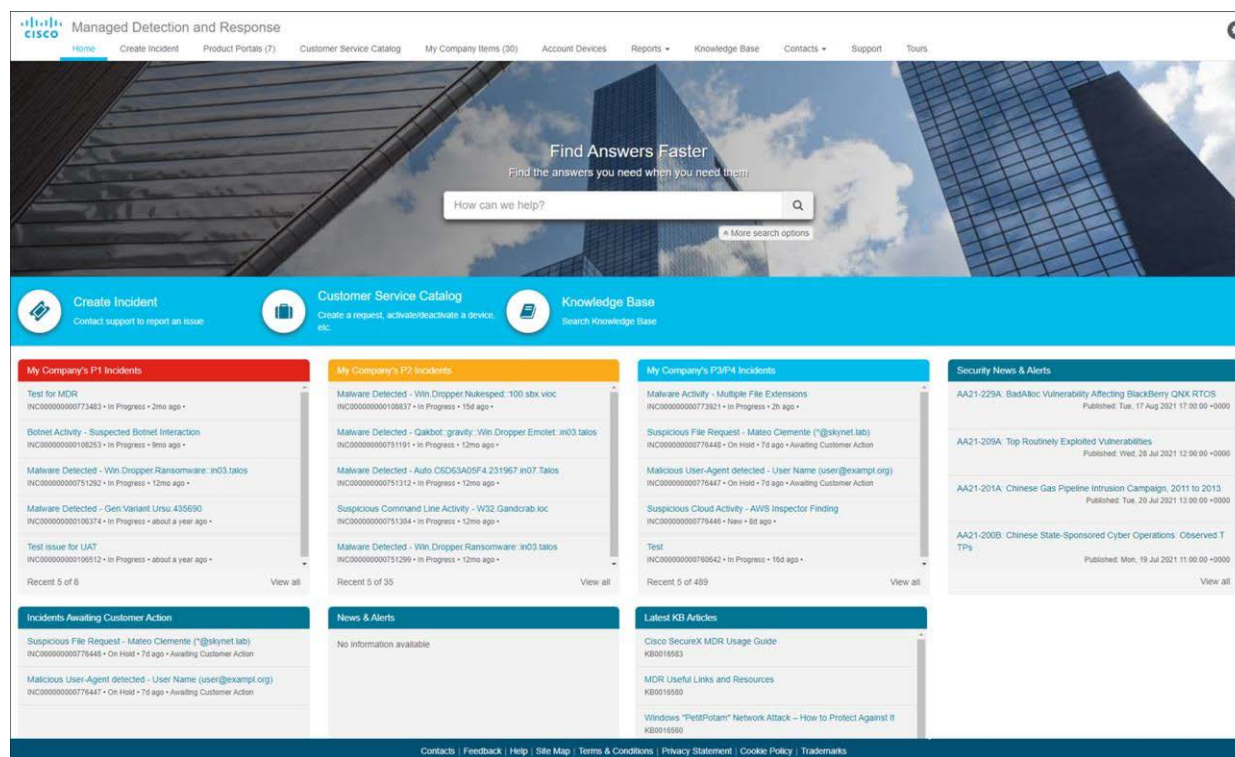 CISCO
Managed Detection and Response
Home Create Incident Product Portals (7) Customer Service Catalog My Company Items (30) Account Devices Reports Knowledge Base Contacts Support Tours
Find Answers Faster
Find the answers you need when you need them
How can we help?
More search options
Create Incident
Contact support to report an issue
Customer Service Catalog
Create a request, activate/deactivate a device, etc.
Knowledge Base
Search Knowledge Base
My Company's P1 Incidents
Test for MDR
INC000000000773483 • In Progress • 2mo ago •
Botnet Activity - Suspected Botnet Interaction
INC000000000108253 • In Progress • 9mo ago •
Malware Detected - Win.Dropper.Ransomware::in03.talos
INC000000000751292 • In Progress • 12mo ago •
Malware Detected - Gen:Variant.Ursu.435690
INC000000000106374 • In Progress • about a year ago •
Test issue for UAT
INC000000000106512 • In Progress • about a year ago •
Recent 5 of 8 View all
My Company's P2 Incidents
Malware Detected - Win.Dropper.Nukesped::100.sbx.vioc
INC000000000108837 • In Progress • 15d ago •
Malware Detected - Qakbot::gravity::Win.Dropper.Emotet::in03.talos
INC000000000751191 • In Progress • 12mo ago •
Malware Detected - Auto.C6D63A05F4.231967.in07.Talos
INC000000000751312 • In Progress • 12mo ago •
Suspicious Command Line Activity - W32.Gandcrab.ioc
INC000000000751304 • In Progress • 12mo ago •
Malware Detected - Win.Dropper.Ransomware::in03.talos
INC000000000751299 • In Progress • 12mo ago •
Recent 5 of 35 View all
My Company's P3/P4 Incidents
Malware Activity - Multiple File Extensions
INC000000000773921 • In Progress • 2h ago •
Suspicious File Request - Mateo Clemente (*@skynet.lab)
INC000000000776448 • On Hold • 7d ago • Awaiting Customer Action
Malicious User-Agent detected - User Name (user@exampl.org)
INC000000000776447 • On Hold • 7d ago • Awaiting Customer Action
Suspicious Cloud Activity - AWS Inspector Finding
INC000000000776446 • New • 8d ago •
Test
INC000000000760642 • In Progress • 16d ago •
Recent 5 of 489 View all
Security News & Alerts
AA21-229A: BadAlloc Vulnerability Affecting BlackBerry QNX RTOS
Published: Tue, 17 Aug 2021 17:00:00 +0000
AA21-209A: Top Routinely Exploited Vulnerabilities
Published: Wed, 28 Jul 2021 12:00:00 +0000
AA21-201A: Chinese Gas Pipeline Intrusion Campaign, 2011 to 2013
Published: Tue, 20 Jul 2021 13:00:00 +0000
AA21-200B: Chinese State-Sponsored Cyber Operations: Observed T
TPs
Published: Mon, 19 Jul 2021 11:00:00 +0000
View all
Incidents Awaiting Customer Action
Suspicious File Request - Mateo Clemente (*@skynet.lab)
INC000000000776448 • On Hold • 7d ago • Awaiting Customer Action
Malicious User-Agent detected - User Name (user@exampl.org)
INC000000000776447 • On Hold • 7d ago • Awaiting Customer Action
News & Alerts
No information available
Latest KB Articles
Cisco SecureX MDR Usage Guide
KB0016583
MDR Useful Links and Resources
KB0016580
Windows "PetitPotam" Network Attack – How to Protect Against It
KB0016560
Contacts | Feedback | Help | Site Map | Terms & Conditions | Privacy Statement | Cookie Policy | Trademarks